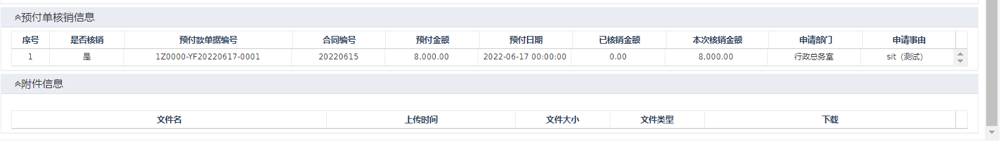 预付单核销信息
序号 是否核销 预付款单据编号 合同编号 预付金额 预付日期 已核销金额 本次核销金额 申请部门 申请事由
1 是 1Z0000-YF20220617-0001 20220615 8,000.00 2022-06-17 00:00:00 0.00 8,000.00 行政总务室 sit（测试）
附件信息
文件名 上传时间 文件大小 文件类型 下载